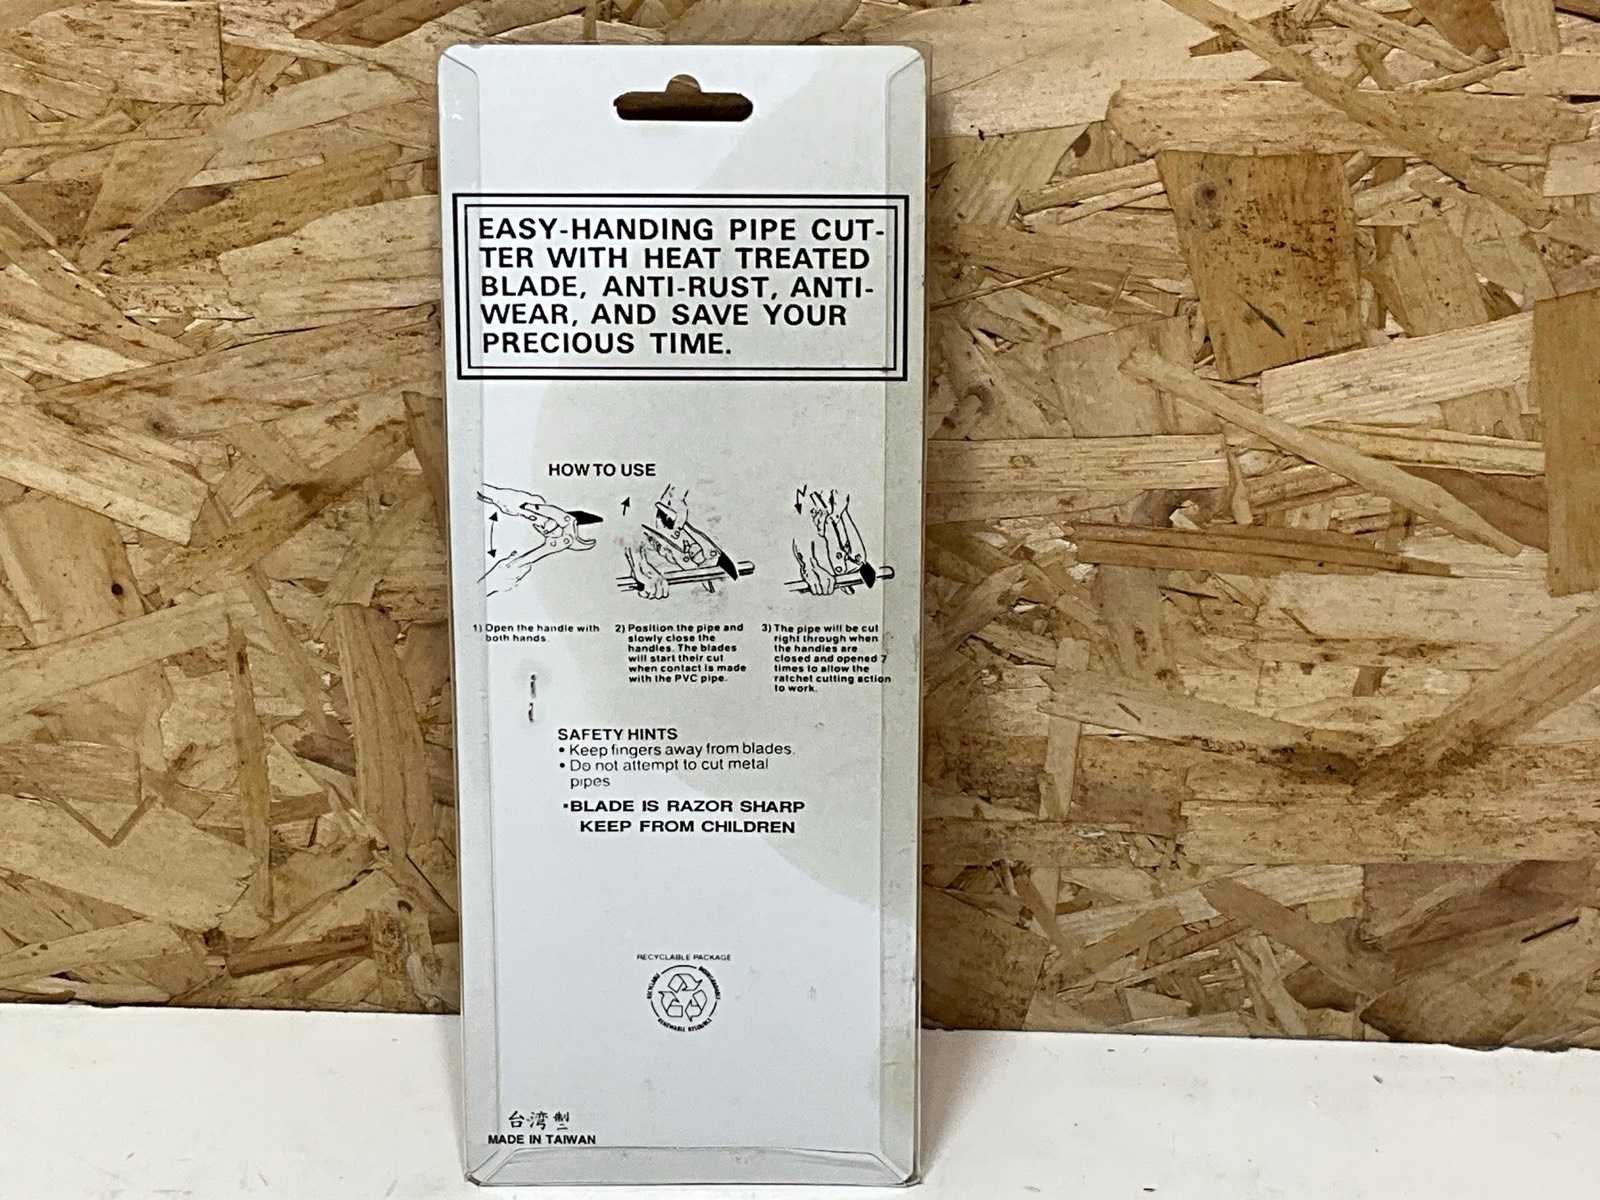 EASY-HANDING PIPE CUT-
TER WITH HEAT TREATED
BLADE, ANTI-RUST, ANTI-
WEAR, AND SAVE YOUR
PRECIOUS TIME.
HOW TO USE
1) Open the handle with
both hands.
2) Position the pipe and
slowly close the
handles. The blades
will start their cut
when contact is made
with the PVC pipe.
3) The pipe will be cut
right through when
the handles are
closed and opened 7
times to allow the
ratchet cutting action
to work.
SAFETY HINTS
• Keep fingers away from blades.
• Do not attempt to cut metal
pipes
▪BLADE IS RAZOR SHARP
KEEP FROM CHILDREN
RECYCLABLE PACKAGE
台湾製
MADE IN TAIWAN